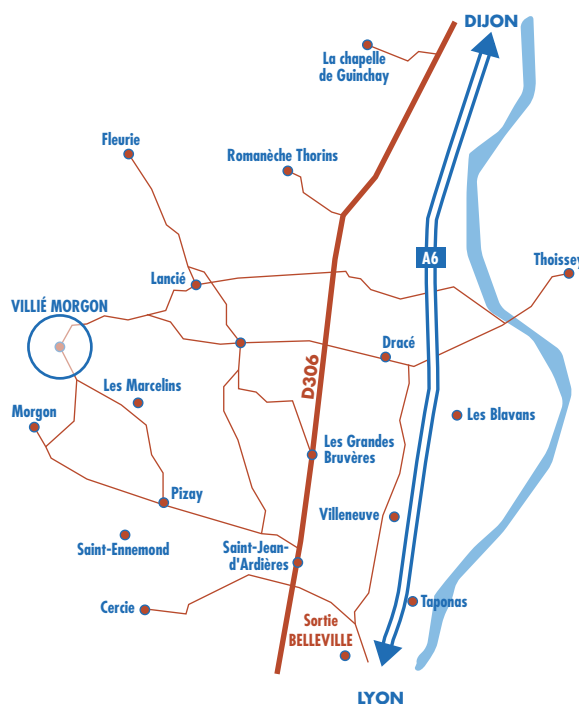 DIJON
La chapelle
de Guinchay
Fleurie
Romanèche Thorins
A6
Thoissey
Lancié
VILLIÉ MORGON
Dracé
D306
Les Marcelins
Morgon
Les Blavans
Les Grandes
Bruvères
Pizay
Villeneuve
Saint-Ennemond
Saint-Jean-
d'Ardières
Cercie
Taponas
Sortie
BELLEVILLE
LYON